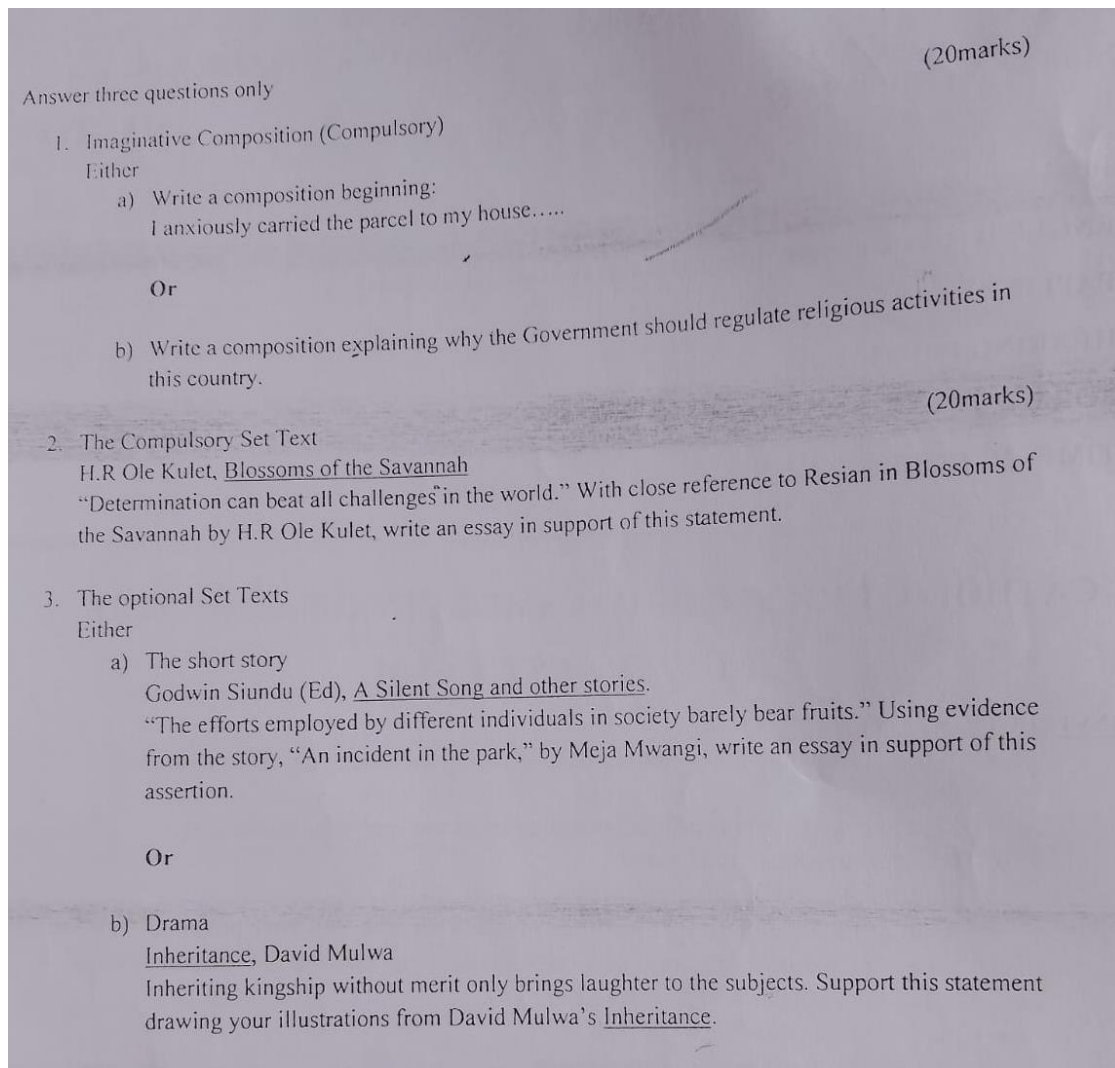 (20marks)
Answer three questions only
1. Imaginative Composition (Compulsory)
Either
a) Write a composition beginning:
I anxiously carried the parcel to my house…..
Or
b) Write a composition explaining why the Government should regulate religious activities in
this country.
(20marks)
2. The Compulsory Set Text
H.R Ole Kulet, Blossoms of the Savannah
“Determination can beat all challenges in the world.” With close reference to Resian in Blossoms of
the Savannah by H.R Ole Kulet, write an essay in support of this statement.
3. The optional Set Texts
Either
a) The short story
Godwin Siundu (Ed), A Silent Song and other stories.
“The efforts employed by different individuals in society barely bear fruits.” Using evidence
from the story, “An incident in the park,” by Meja Mwangi, write an essay in support of this
assertion.
Or
b) Drama
Inheritance, David Mulwa
Inheriting kingship without merit only brings laughter to the subjects. Support this statement
drawing your illustrations from David Mulwa’s Inheritance.